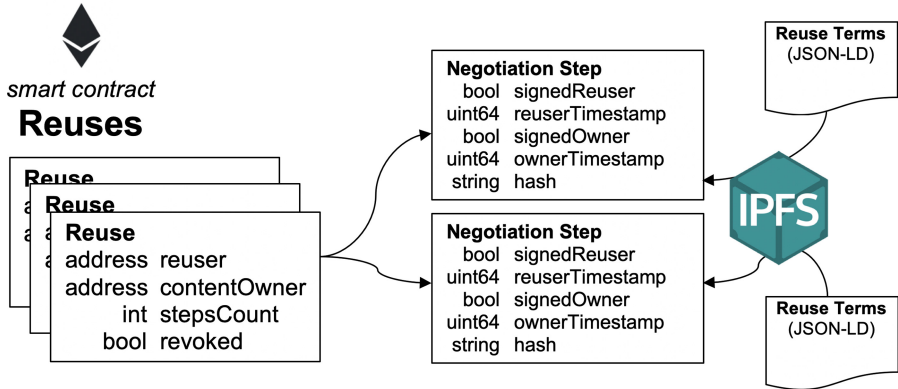 smart contract
Reuses
Reuse
a
a
Reuse
a
a
Reuse
address reuser
address contentOwner
int stepsCount
bool revoked
Negotiation Step
bool signedReuser
uint64 reuserTimestamp
bool signedOwner
uint64 ownerTimestamp
string hash
Negotiation Step
bool signedReuser
uint64 reuserTimestamp
bool signedOwner
uint64 ownerTimestamp
string hash
Reuse Terms
(JSON-LD)
IPFS
Reuse Terms
(JSON-LD)